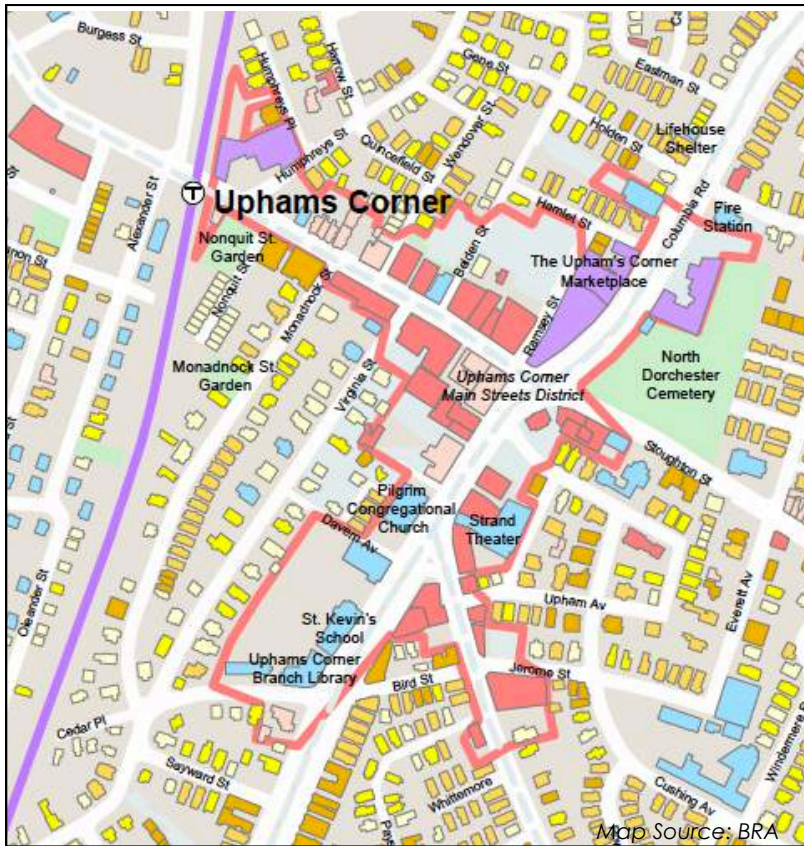 Burgess St
Humphreys Pl
Harrow St
Gene St
Eastman St
Holden St
Lifehouse
Shelter
Wendover St
Quincefield St
Humphreys St
Alexander St
T
Uphams Corner
Hamlet St
Columbia Rd
Fire
Station
Nonquit St.
Garden
Belden St
The Upham's Corner
Marketplace
Nonquit St
Monadnock St
Ramsey St
Monadnock St.
Garden
Virginia St
Uphams Corner
Main Streets District
North
Dorchester
Cemetery
Stoughton St
Pilgrim
Congregational
Church
Strand
Theater
Davern Av
Oleander St
Upham Av
Everett Av
St. Kevin's
School
Uphams Corner
Branch Library
Jerome St
Bird St
Cedar Pl
Sayward St
Whittemore
Cushing Av
Windermere
Map Source: BRA